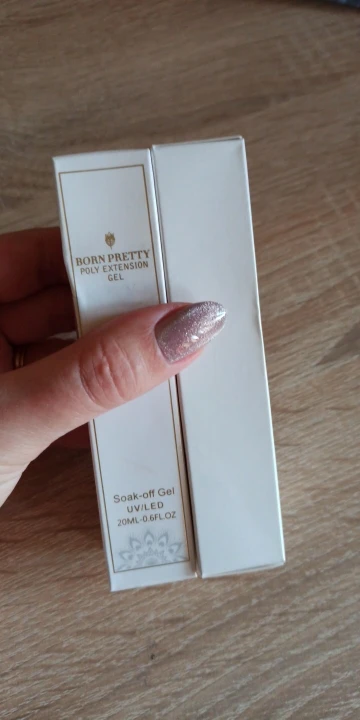 BORN PRETTY
POLY EXTENSION
GEL
Soak-off Gel
UV/LED
20ML-0.6FL.OZ